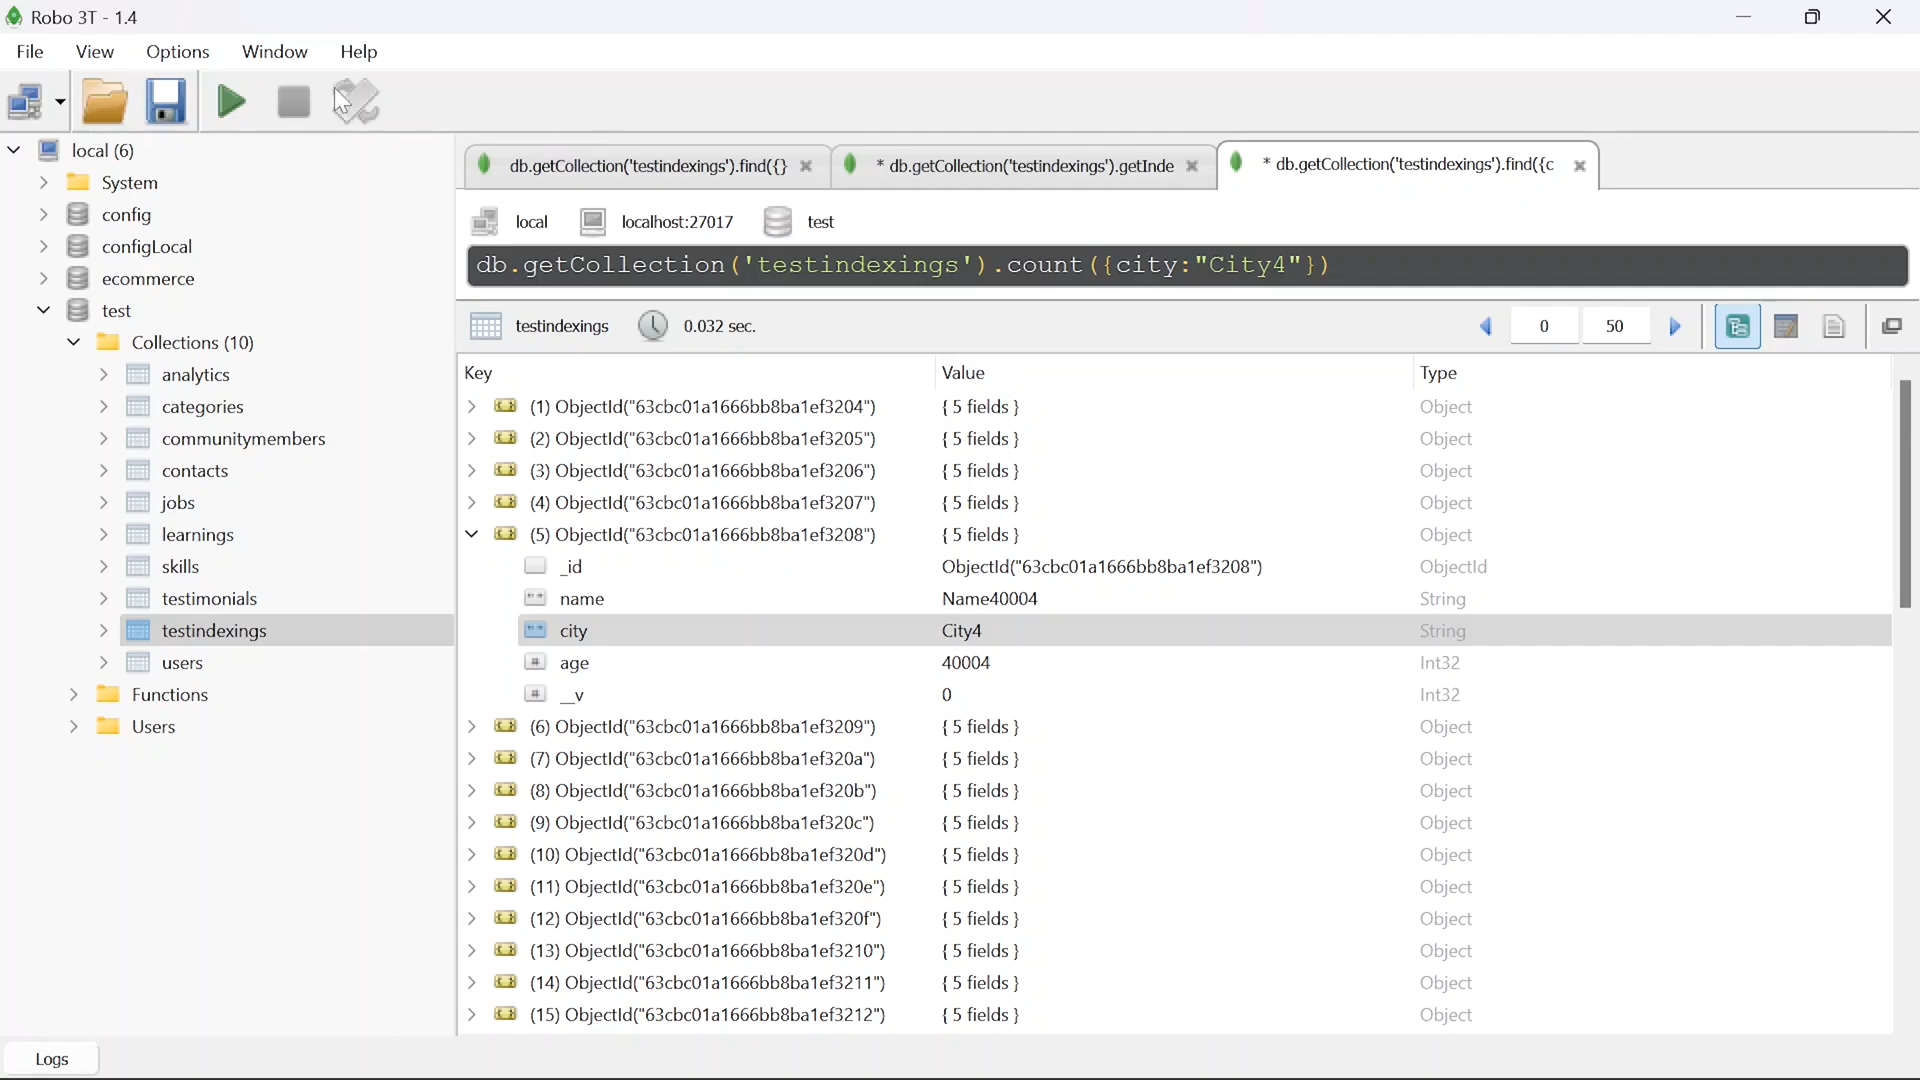 Robo 3T - 1.4
File View Options Window Help
local (6)
System
config
configLocal
ecommerce
test
Collections (10)
analytics
categories
communitymembers
contacts
jobs
learnings
skills
testimonials
testindexings
users
Functions
Users
db.getCollection('testindexings').find({}
* db.getCollection('testindexings').getInde
* db.getCollection('testindexings').find({c
local localhost:27017 test
db.getCollection('testindexings').count({city:"City4"})
testindexings 0.032 sec. 0 50
Key Value Type
(1) ObjectId("63cbc01a1666bb8ba1ef3204") { 5 fields } Object
(2) ObjectId("63cbc01a1666bb8ba1ef3205") { 5 fields } Object
(3) ObjectId("63cbc01a1666bb8ba1ef3206") { 5 fields } Object
(4) ObjectId("63cbc01a1666bb8ba1ef3207") { 5 fields } Object
(5) ObjectId("63cbc01a1666bb8ba1ef3208") { 5 fields } Object
_id ObjectId("63cbc01a1666bb8ba1ef3208") ObjectId
name Name40004 String
city City4 String
age 40004 Int32
__v 0 Int32
(6) ObjectId("63cbc01a1666bb8ba1ef3209") { 5 fields } Object
(7) ObjectId("63cbc01a1666bb8ba1ef320a") { 5 fields } Object
(8) ObjectId("63cbc01a1666bb8ba1ef320b") { 5 fields } Object
(9) ObjectId("63cbc01a1666bb8ba1ef320c") { 5 fields } Object
(10) ObjectId("63cbc01a1666bb8ba1ef320d") { 5 fields } Object
(11) ObjectId("63cbc01a1666bb8ba1ef320e") { 5 fields } Object
(12) ObjectId("63cbc01a1666bb8ba1ef320f") { 5 fields } Object
(13) ObjectId("63cbc01a1666bb8ba1ef3210") { 5 fields } Object
(14) ObjectId("63cbc01a1666bb8ba1ef3211") { 5 fields } Object
(15) ObjectId("63cbc01a1666bb8ba1ef3212") { 5 fields } Object
Logs